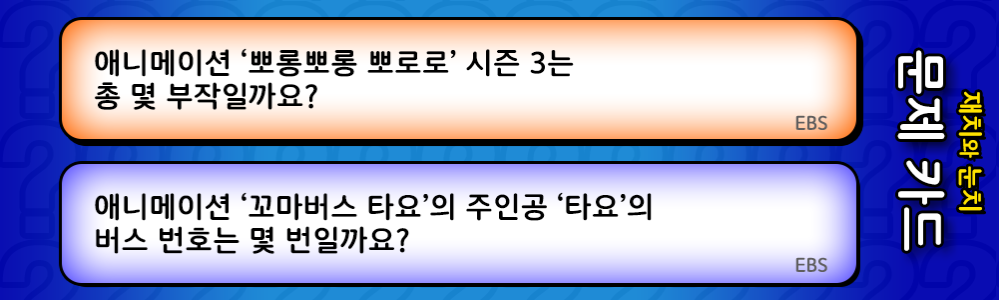 애니메이션 ‘뽀롱뽀롱 뽀로로’ 시즌 3는
총 몇 부작일까요?
EBS
애니메이션 ‘꼬마버스 타요’의 주인공 ‘타요’의
버스 번호는 몇 번일까요?
EBS
재치와 눈치
문제 카드